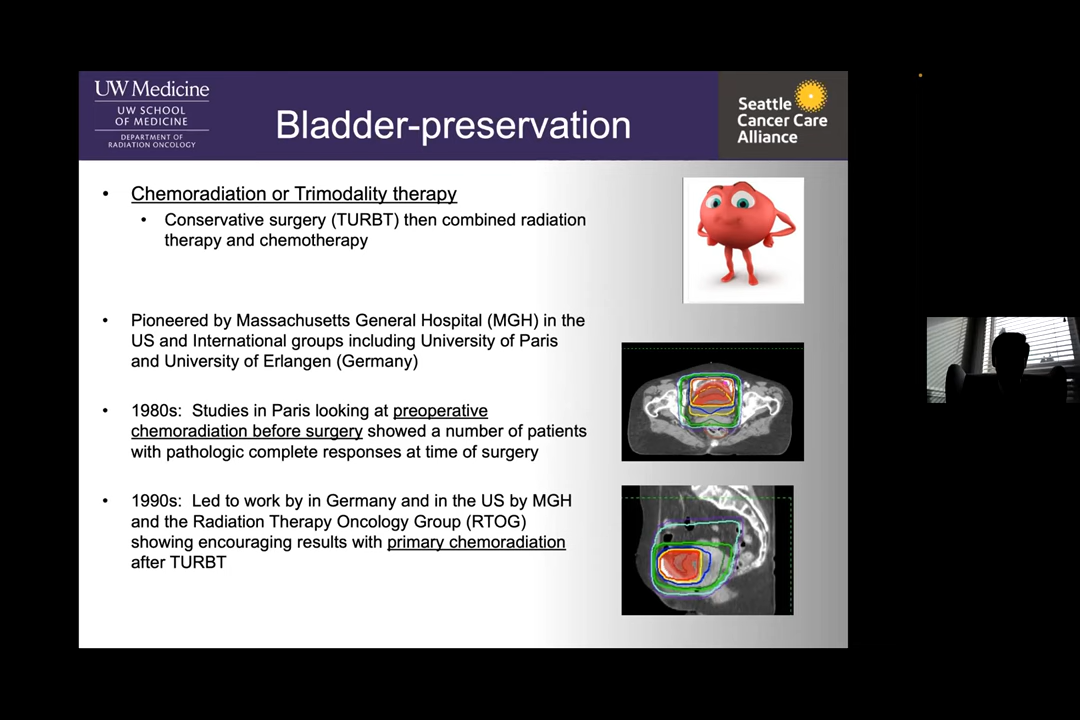 UW Medicine
UW SCHOOL
OF MEDICINE
DEPARTMENT OF
RADIATION ONCOLOGY
Bladder-preservation
Seattle
Cancer Care
Alliance
• Chemoradiation or Trimodality therapy
• Conservative surgery (TURBT) then combined radiation
therapy and chemotherapy
• Pioneered by Massachusetts General Hospital (MGH) in the
US and International groups including University of Paris
and University of Erlangen (Germany)
• 1980s: Studies in Paris looking at preoperative
chemoradiation before surgery showed a number of patients
with pathologic complete responses at time of surgery
• 1990s: Led to work by in Germany and in the US by MGH
and the Radiation Therapy Oncology Group (RTOG)
showing encouraging results with primary chemoradiation
after TURBT